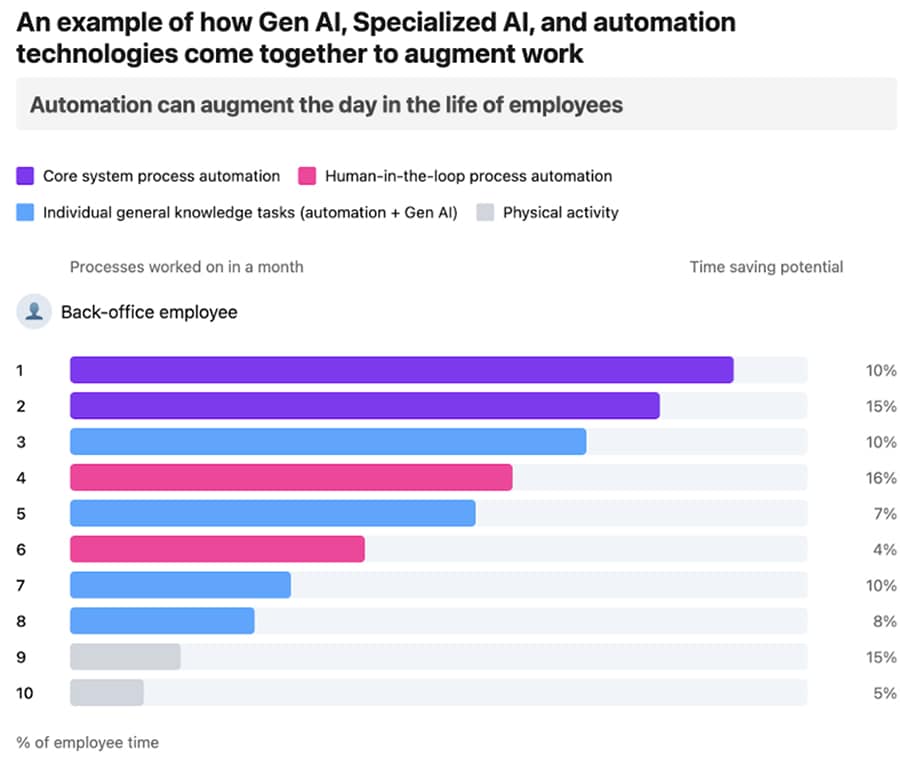 An example of how Gen AI, Specialized AI, and automation
technologies come together to augment work
Automation can augment the day in the life of employees
Core system process automation
Human-in-the-loop process automation
Individual general knowledge tasks (automation + Gen AI)
Physical activity
Processes worked on in a month
Time saving potential
Back-office employee
1 10%
2 15%
3 10%
4 16%
5 7%
6 4%
7 10%
8 8%
9 15%
10 5%
% of employee time